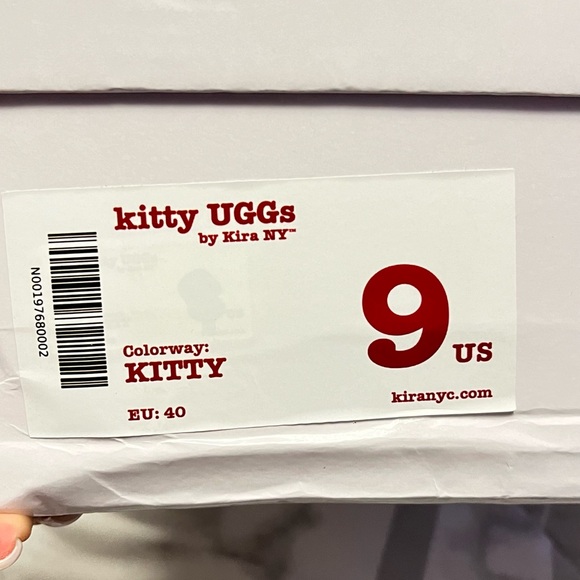 kitty UGGs
by Kira NY™
9 US
Colorway:
KITTY
EU: 40
kiranyc.com
N00197680002